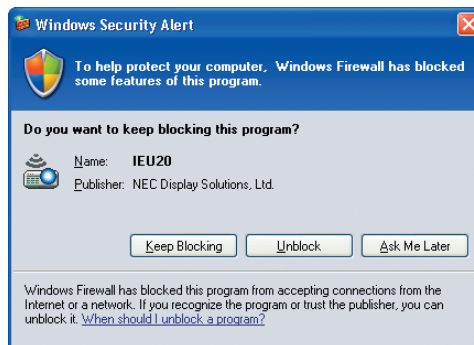 Windows Security Alert
To help protect your computer, Windows Firewall has blocked
some features of this program.
Do you want to keep blocking this program?
Name: IEU20
Publisher: NEC Display Solutions, Ltd.
Keep Blocking Unblock Ask Me Later
Windows Firewall has blocked this program from accepting connections from the
Internet or a network. If you recognize the program or trust the publisher, you can
unblock it. When should I unblock a program?